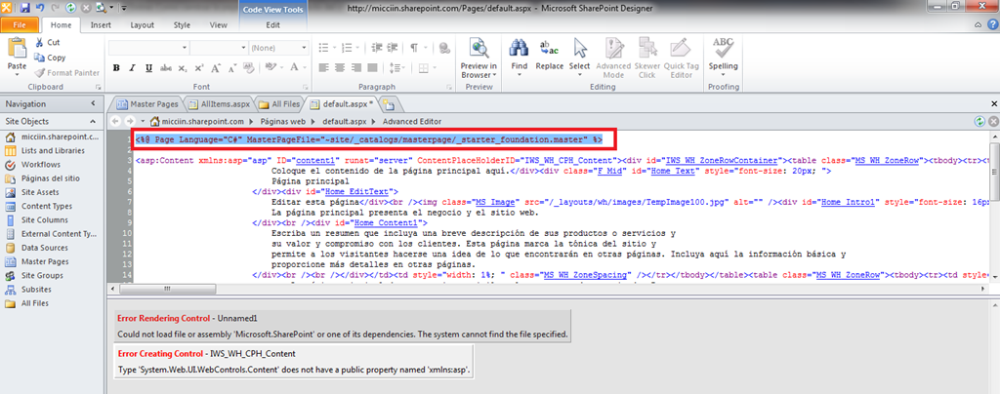 Code View Tools
http://micciin.sharepoint.com/Pages/default.aspx - Microsoft SharePoint Designer
File Home Insert Layout Style View Edit
Paste
Cut
Copy
Format Painter
Clipboard
(None)
B I U abc x² x₂ A ab A
Font
Paragraph
Preview in
Browser
Preview
Find
Replace
Select
Advanced
Mode
Skewer
Click
Quick Tag
Editor
Editing
ABC
Spelling
Proofing
Navigation
Master Pages AllItems.aspx All Files default.aspx *
Site Objects
micciin.sharepoint.com Páginas web default.aspx Advanced Editor
micciin.sharepoint.c...
Lists and Libraries
Workflows
Páginas del sitio
Site Assets
Content Types
Site Columns
External Content Ty...
Data Sources
Master Pages
Site Groups
Subsites
All Files
1 <%@ Page Language="C#" MasterPageFile="~site/_catalogs/masterpage/_starter_foundation.master" %>
2
3 <asp:Content xmlns:asp="asp" ID="content1" runat="server" ContentPlaceHolderID="IWS_WH_CPH_Content"><div id="IWS_WH_ZoneRowContainer"><table class="MS_WH_ZoneRow"><tbody><tr><t
4 Coloque el contenido de la página principal aquí.</div><div class="F_Mid" id="Home_Text" style="font-size: 20px; ">
5 Página principal
6 </div><div id="Home_EditText">
7 Editar esta página</div><br /><img class="MS_Image" src="/_layouts/wh/images/TempImage100.jpg" alt="" /><div id="Home_Intro1" style="font-size: 16px
8 La página principal presenta el negocio y el sitio web.
9 </div><br /><div id="Home_Content1">
10 Escriba un resumen que incluya una breve descripción de sus productos o servicios y
11 su valor y compromiso con los clientes. Esta página marca la tónica del sitio y
12 permite a los visitantes hacerse una idea de lo que encontrarán en otras páginas. Incluya aquí la información básica y
13 proporcione más detalles en otras páginas.
14 </div><br /><br /></div></td><td style="width: 1%; " class="MS_WH_ZoneSpacing" /></tr></tbody></table><table class="MS_WH_ZoneRow"><tbody><tr><td style=
Error Rendering Control - Unnamed1
Could not load file or assembly 'Microsoft.SharePoint' or one of its dependencies. The system cannot find the file specified.
Error Creating Control - IWS_WH_CPH_Content
Type 'System.Web.UI.WebControls.Content' does not have a public property named 'xmlns:asp'.